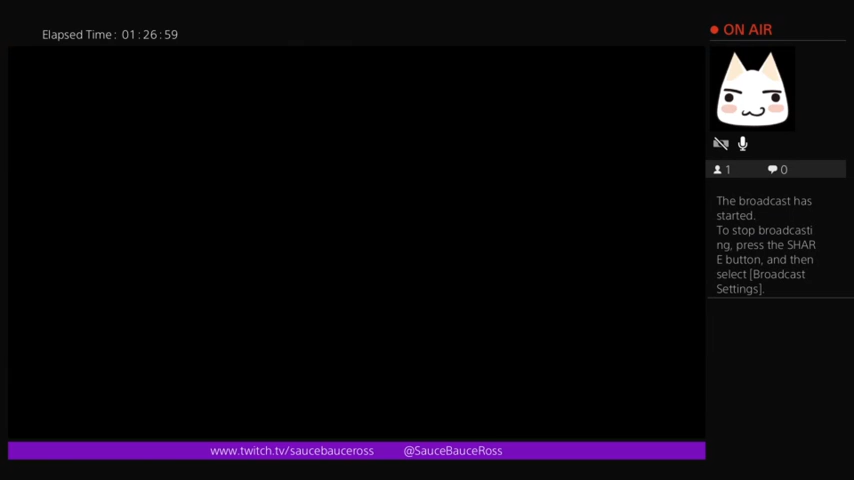 Elapsed Time: 01:26:59
ON AIR
1 0
The broadcast has
started.
To stop broadcasti
ng, press the SHAR
E button, and then
select [Broadcast
Settings].
www.twitch.tv/saucebauceross @SauceBauceRoss